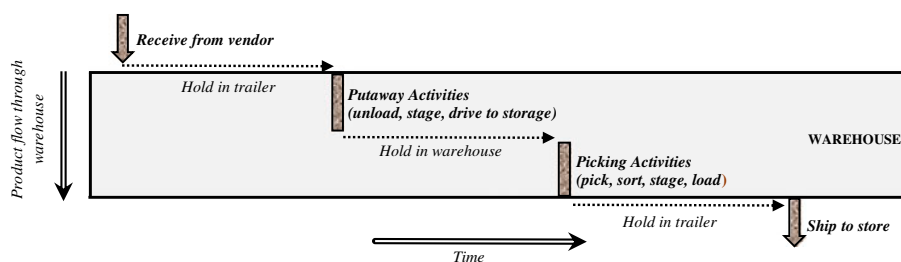 Receive from vendor
Product flow through
warehouse
Hold in trailer
Putaway Activities
(unload, stage, drive to storage)
Hold in warehouse
WAREHOUSE
Picking Activities
(pick, sort, stage, load)
Hold in trailer
Ship to store
Time